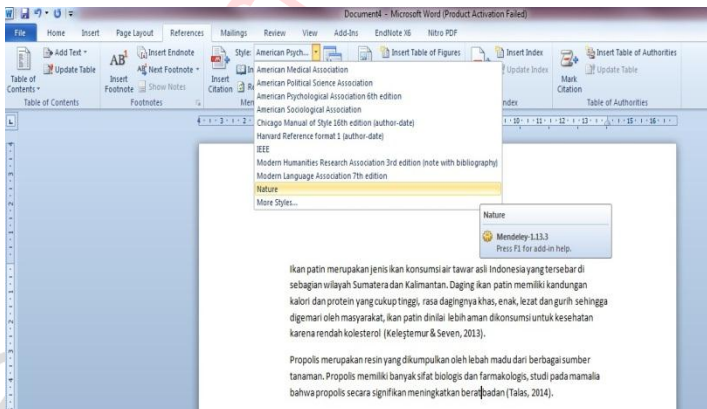 Document4 - Microsoft Word (Product Activation Failed)
File Home Insert Page Layout References Mailings Review View Add-Ins EndNote X6 Nitro PDF
Table of Contents
Add Text
Update Table
Table of Contents
AB¹
Insert Footnote
Insert Endnote
Next Footnote
Show Notes
Footnotes
Insert Citation
Style: American Psych...
American Medical Association
American Political Science Association
American Psychological Association 6th edition
American Sociological Association
Chicago Manual of Style 16th edition (author-date)
Harvard Reference format 1 (author-date)
IEEE
Modern Humanities Research Association 3rd edition (note with bibliography)
Modern Language Association 7th edition
Nature
More Styles...
Insert Table of Figures
Insert Index
Update Index
Mark Citation
Insert Table of Authorities
Update Table
Table of Authorities
Nature
Mendeley-1.13.3
Press F1 for add-in help.
Ikan patin merupakan jenis ikan konsumsi air tawar asli Indonesia yang tersebar di
sebagian wilayah Sumatera dan Kalimantan. Daging ikan patin memiliki kandungan
kalori dan protein yang cukup tinggi, rasa dagingnya khas, enak, lezat dan gurih sehingga
digemari oleh masyarakat, ikan patin dinilai lebih aman dikonsumsi untuk kesehatan
karena rendah kolesterol (Keleştemur & Seven, 2013).
Propolis merupakan resin yang dikumpulkan oleh lebah madu dari berbagai sumber
tanaman. Propolis memiliki banyak sifat biologis dan farmakologis, studi pada mamalia
bahwa propolis secara signifikan meningkatkan berat badan (Talas, 2014).